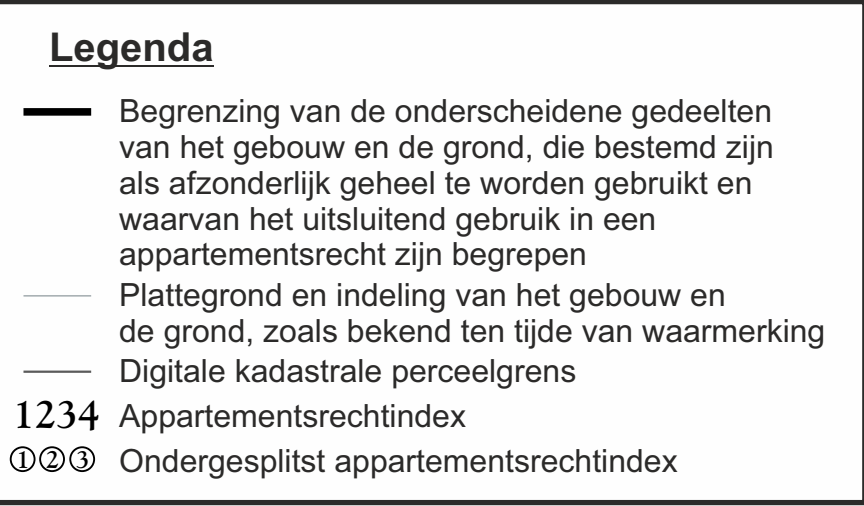 Legenda
Begrenzing van de onderscheidene gedeelten
van het gebouw en de grond, die bestemd zijn
als afzonderlijk geheel te worden gebruikt en
waarvan het uitsluitend gebruik in een
appartementsrecht zijn begrepen
Plattegrond en indeling van het gebouw en
de grond, zoals bekend ten tijde van waarmerking
Digitale kadastrale perceelgrens
1234 Appartementsrechtindex
①②③ Ondergesplitst appartementsrechtindex